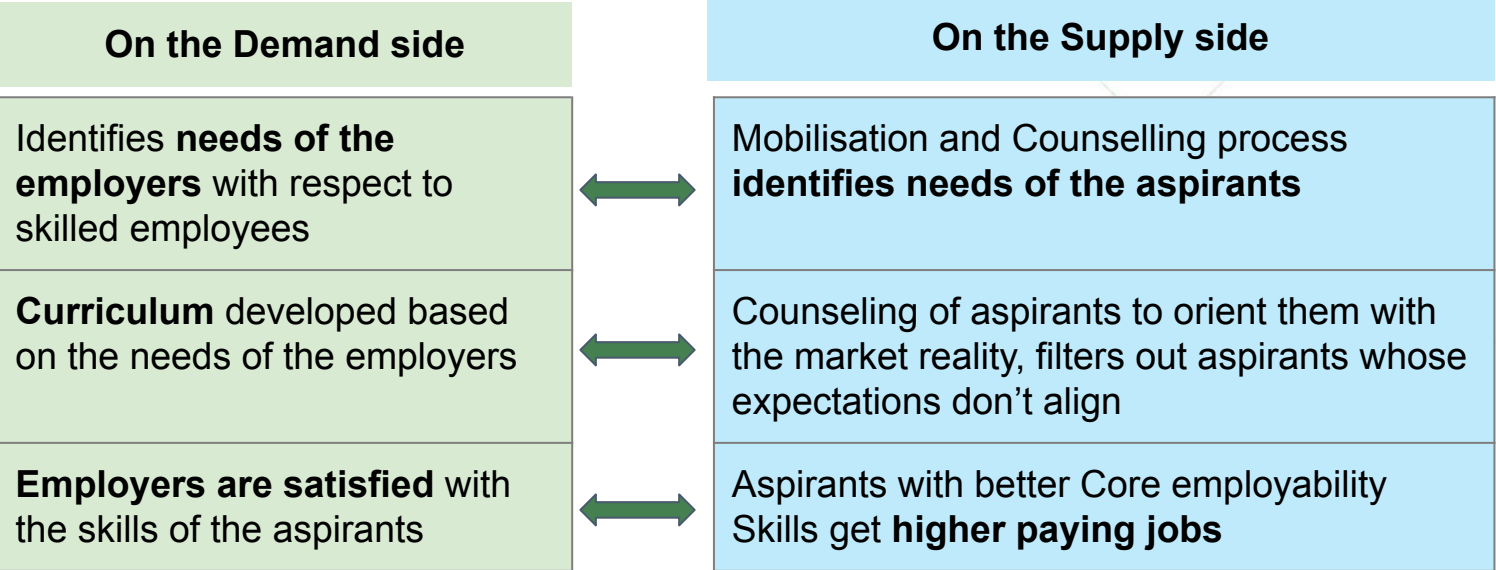 On the Demand side
On the Supply side
Identifies needs of the
employers with respect to
skilled employees
Mobilisation and Counselling process
identifies needs of the aspirants
Curriculum developed based
on the needs of the employers
Counseling of aspirants to orient them with
the market reality, filters out aspirants whose
expectations don’t align
Employers are satisfied with
the skills of the aspirants
Aspirants with better Core employability
Skills get higher paying jobs